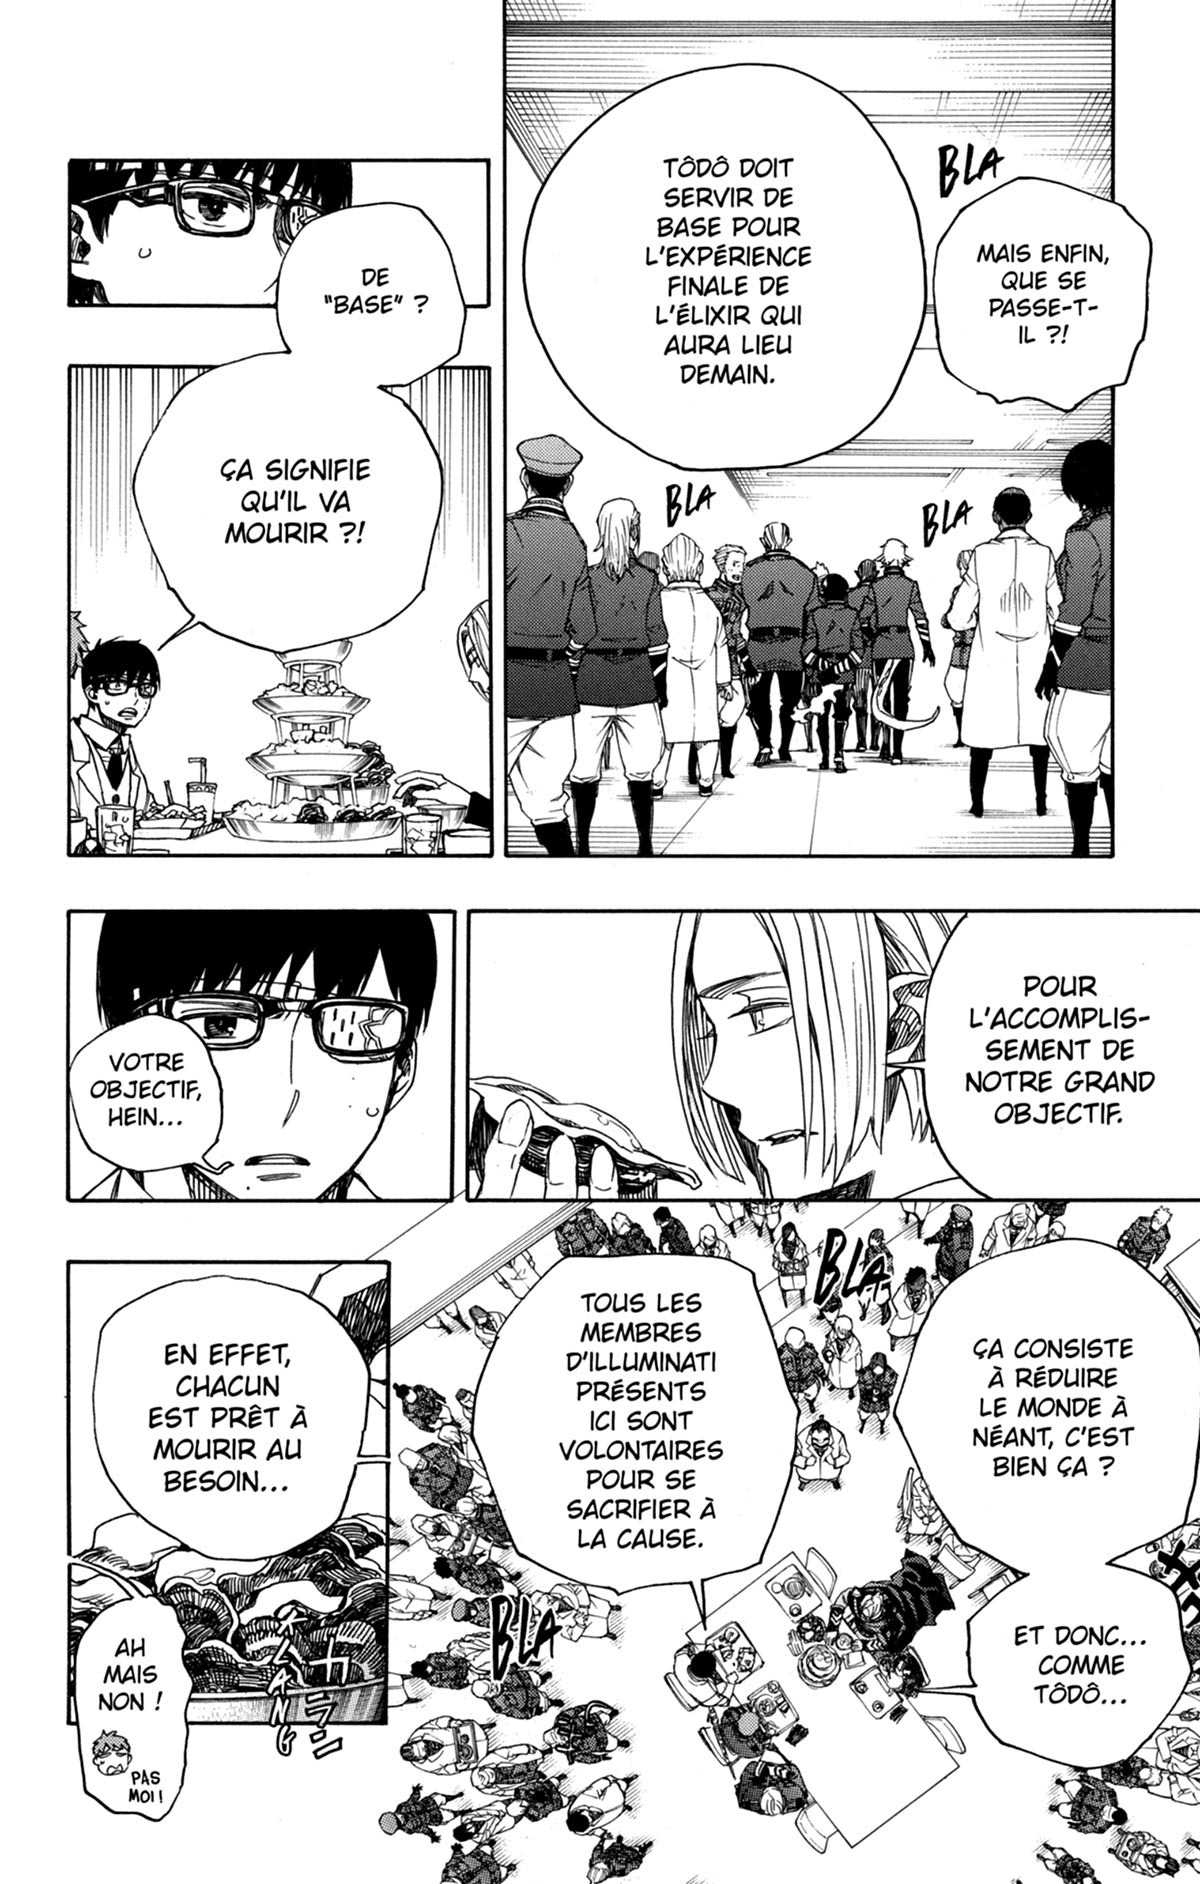 BLA
MAIS ENFIN,
QUE SE
PASSE-T-
IL ?!
TÔDÔ DOIT
SERVIR DE
BASE POUR
L'EXPÉRIENCE
FINALE DE
L'ÉLIXIR QUI
AURA LIEU
DEMAIN.
BLA
BLA
DE
"BASE" ?
ÇA SIGNIFIE
QU'IL VA
MOURIR ?!
POUR
L'ACCOMPLIS-
SEMENT DE
NOTRE GRAND
OBJECTIF.
VOTRE
OBJECTIF,
HEIN...
BLA
ÇA CONSISTE
À RÉDUIRE
LE MONDE À
NÉANT, C'EST
BIEN ÇA ?
ET DONC...
COMME
TÔDÔ...
TOUS LES
MEMBRES
D'ILLUMINATI
PRÉSENTS
ICI SONT
VOLONTAIRES
POUR SE
SACRIFIER À
LA CAUSE.
BLA
EN EFFET,
CHACUN
EST PRÊT À
MOURIR AU
BESOIN...
AH
MAIS
NON !
PAS
MOI !
カラン